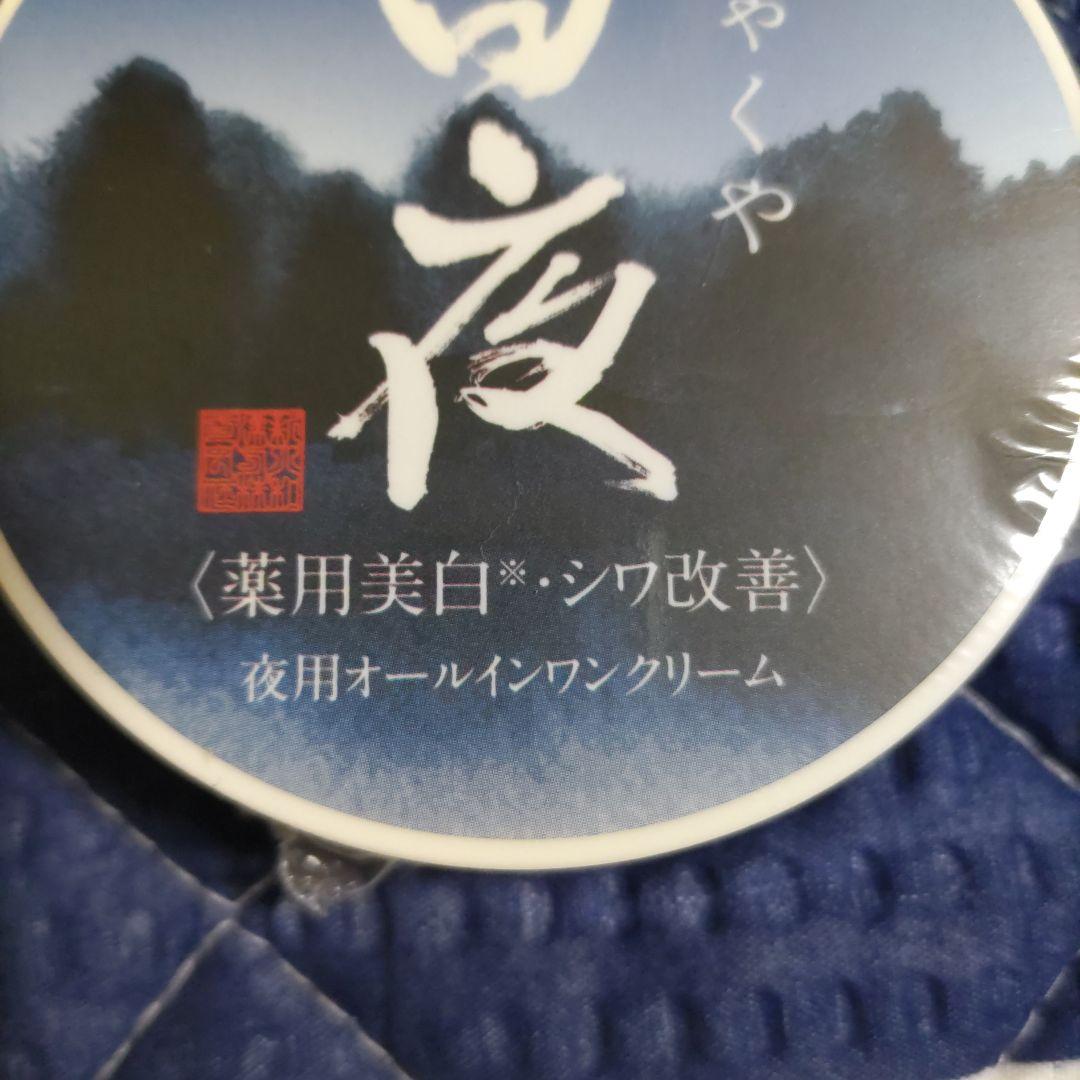 夜
やくや
〈薬用美白※・シワ改善〉
夜用オールインワンクリーム